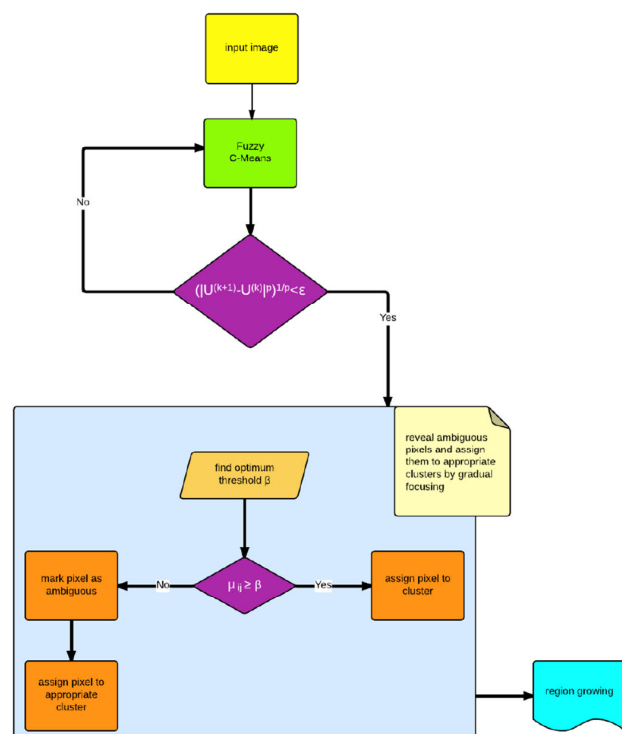 input image
Fuzzy
C-Means
No
(|U(k+1)-U(k)|p)1/p<ε
Yes
reveal ambiguous
pixels and assign
them to appropriate
clusters by gradual
focusing
find optimum
threshold β
mark pixel as
ambiguous
No
μ ij ≥ β
Yes
assign pixel to
cluster
assign pixel to
appropriate
cluster
region growing